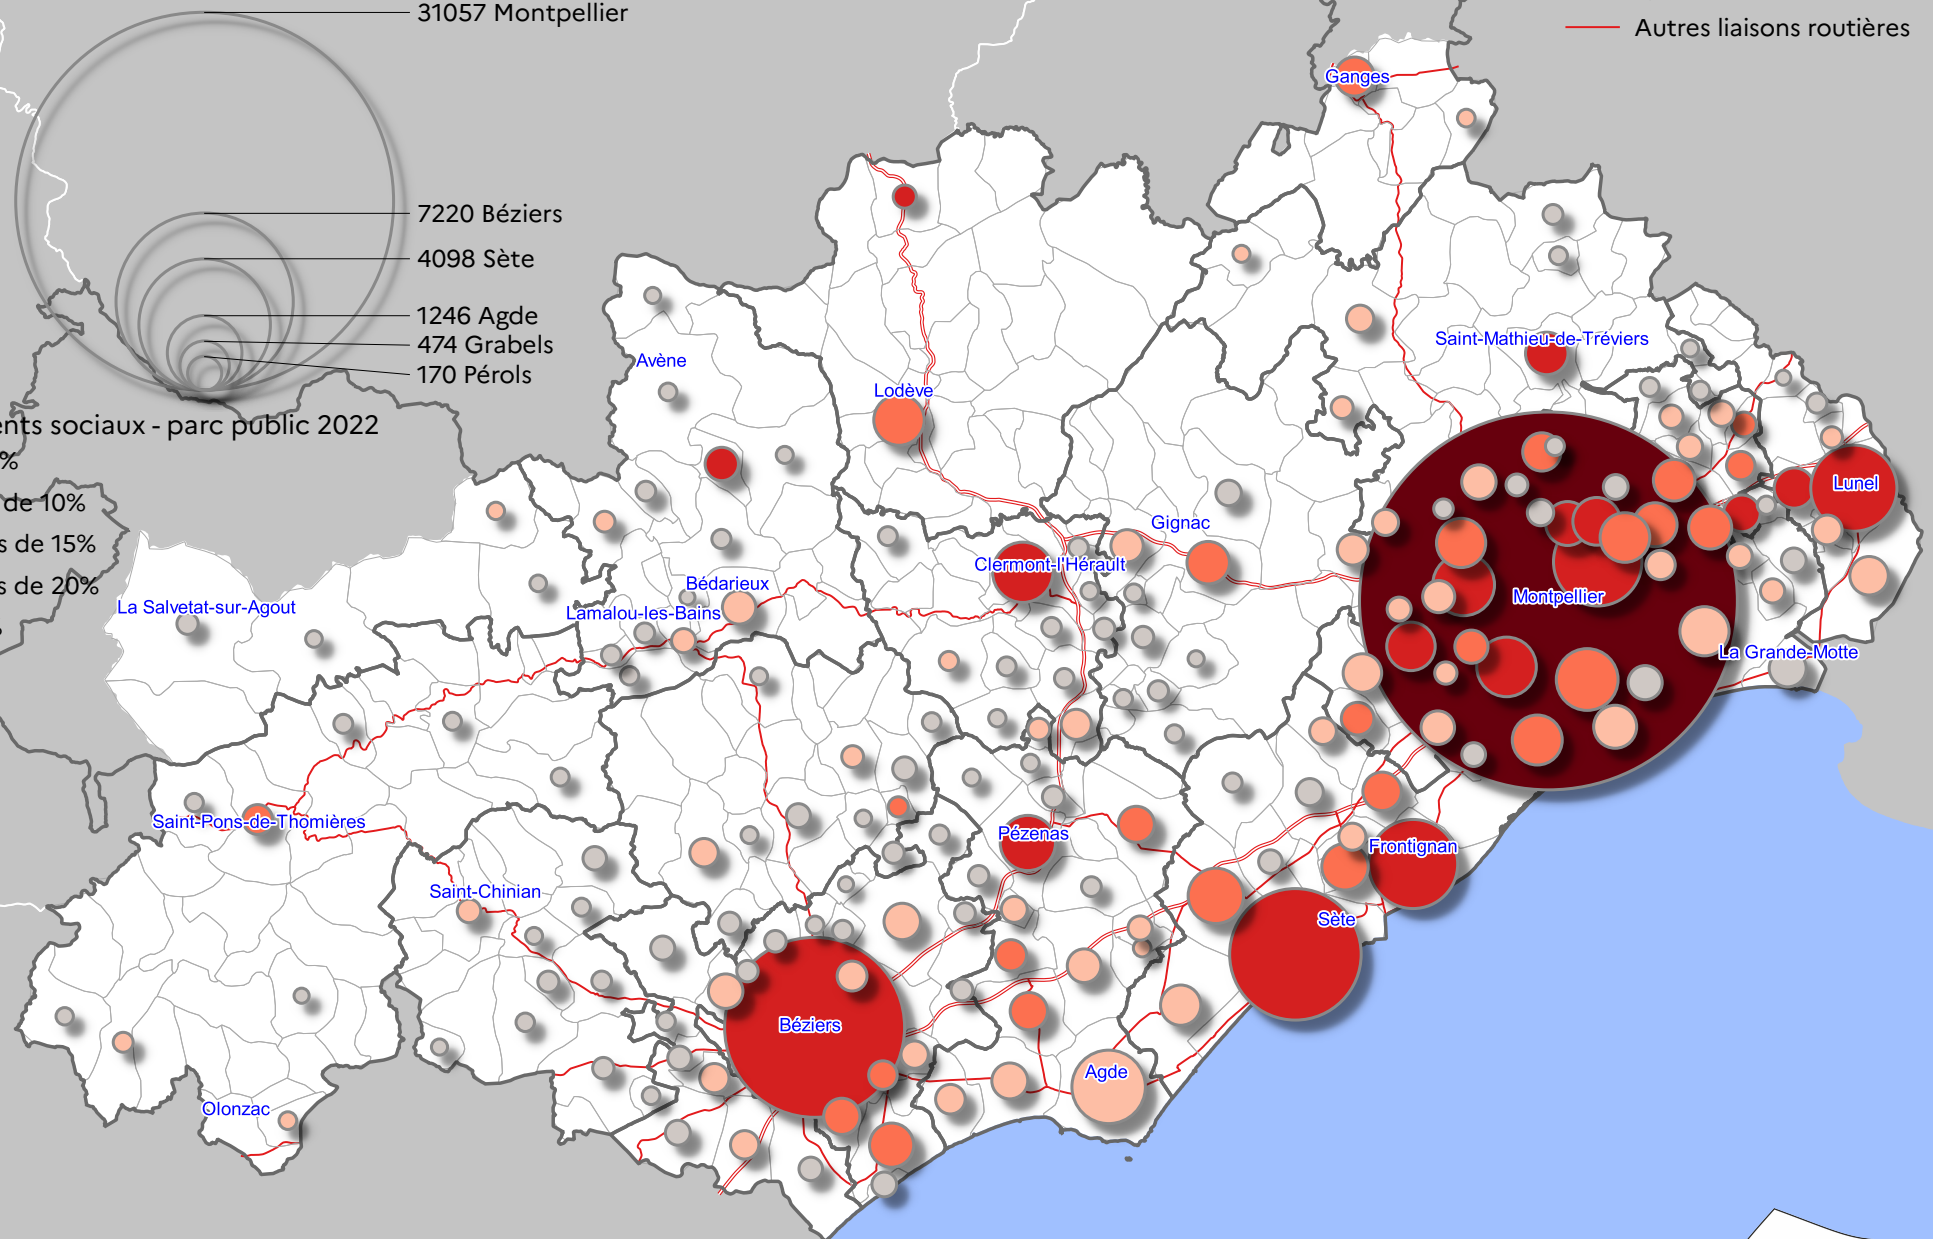 31057 Montpellier
Autres liaisons routières
Ganges
7220 Béziers
4098 Sète
1246 Agde
474 Grabels
170 Pérols
ents sociaux - parc public 2022
%
de 10%
s de 15%
s de 20%
Saint-Mathieu-de-Tréviers
Avène
Lodève
Lunel
Gignac
Clermont-l'Hérault
Bédarieux
Lamalou-les-Bains
La Salvetat-sur-Agout
Montpellier
La Grande-Motte
Saint-Pons-de-Thomières
Pézenas
Frontignan
Saint-Chinian
Sète
Béziers
Agde
Olonzac